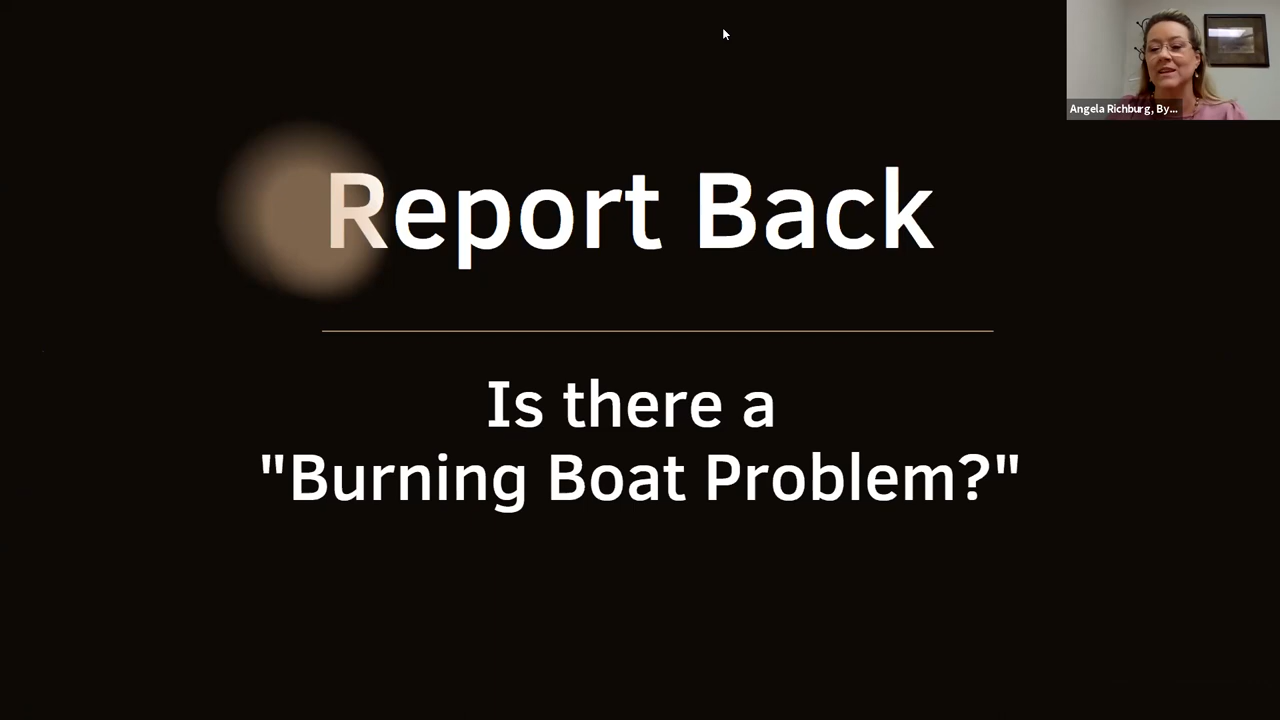 Angela Richburg, By...
Report Back
Is there a
"Burning Boat Problem?"